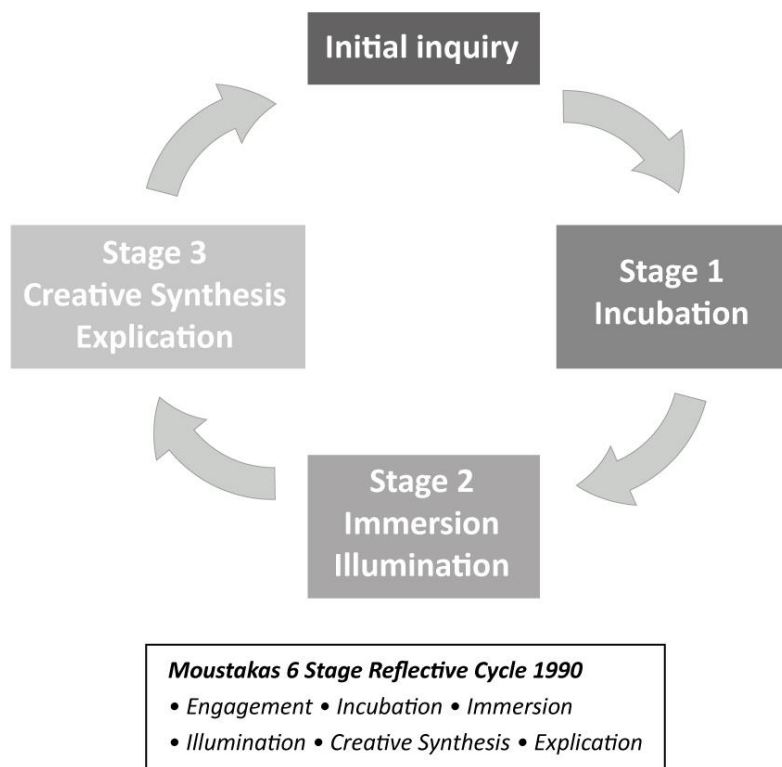 Initial inquiry
Stage 1
Incubation
Stage 2
Immersion
Illumination
Stage 3
Creative Synthesis
Explication
Moustakas 6 Stage Reflective Cycle 1990
• Engagement • Incubation • Immersion
• Illumination • Creative Synthesis • Explication